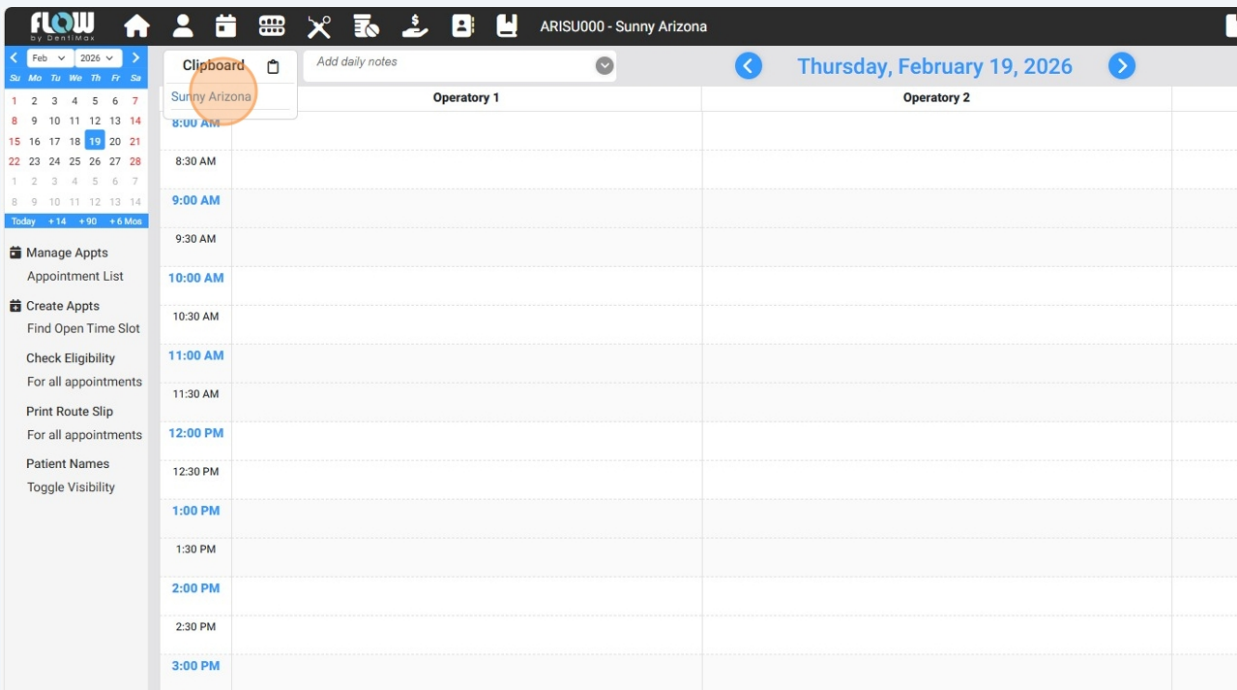 FLOW
by DentiMax
ARISU000 - Sunny Arizona
Feb 2026
Su Mo Tu We Th Fr Sa
1 2 3 4 5 6 7
8 9 10 11 12 13 14
15 16 17 18 19 20 21
22 23 24 25 26 27 28
1 2 3 4 5 6 7
8 9 10 11 12 13 14
Today +14 +90 +6 Mos
Manage Appts
Appointment List
Create Appts
Find Open Time Slot
Check Eligibility
For all appointments
Print Route Slip
For all appointments
Patient Names
Toggle Visibility
Clipboard
Sunny Arizona
Add daily notes
Thursday, February 19, 2026
Operatory 1
Operatory 2
8:00 AM
8:30 AM
9:00 AM
9:30 AM
10:00 AM
10:30 AM
11:00 AM
11:30 AM
12:00 PM
12:30 PM
1:00 PM
1:30 PM
2:00 PM
2:30 PM
3:00 PM